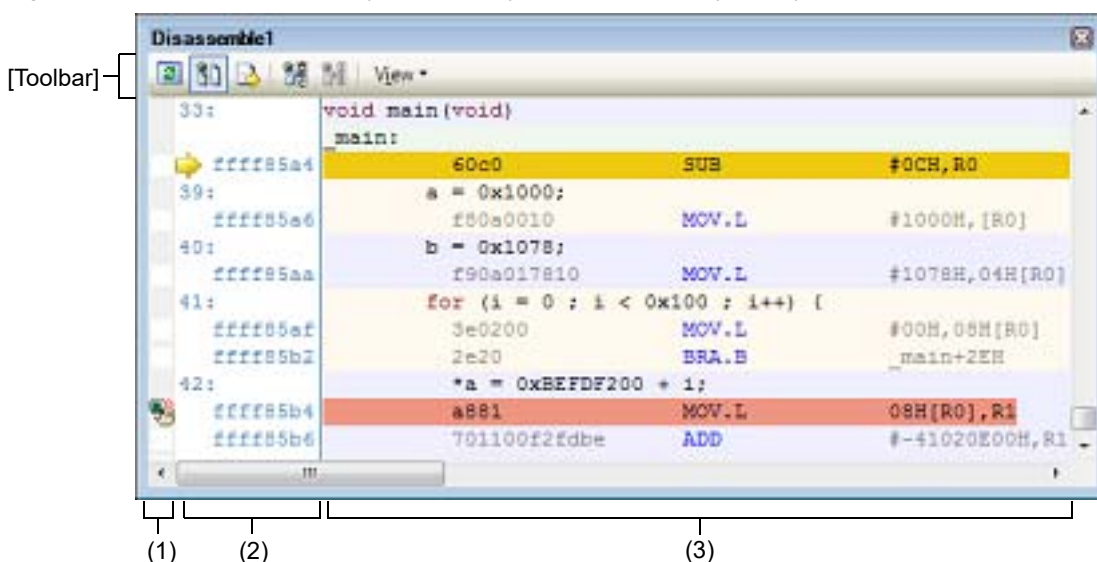 Disassemble1
[Toolbar]
View
33: void main(void)
_main:
ffff85a4 60c0 SUB #0CH,R0
39: a = 0x1000;
ffff85a6 f80a0010 MOV.L #1000H,[R0]
40: b = 0x1078;
ffff85aa f90a017810 MOV.L #1078H,04H[R0]
41: for (i = 0 ; i < 0x100 ; i++) {
ffff85af 3e0200 MOV.L #00H,08H[R0]
ffff85b2 2e20 BRA.B _main+2EH
42: *a = 0xBEFDF200 + i;
ffff85b4 a881 MOV.L 08H[R0],R1
ffff85b6 701100f2fdbe ADD #-41020E00H,R1
(1) (2) (3)